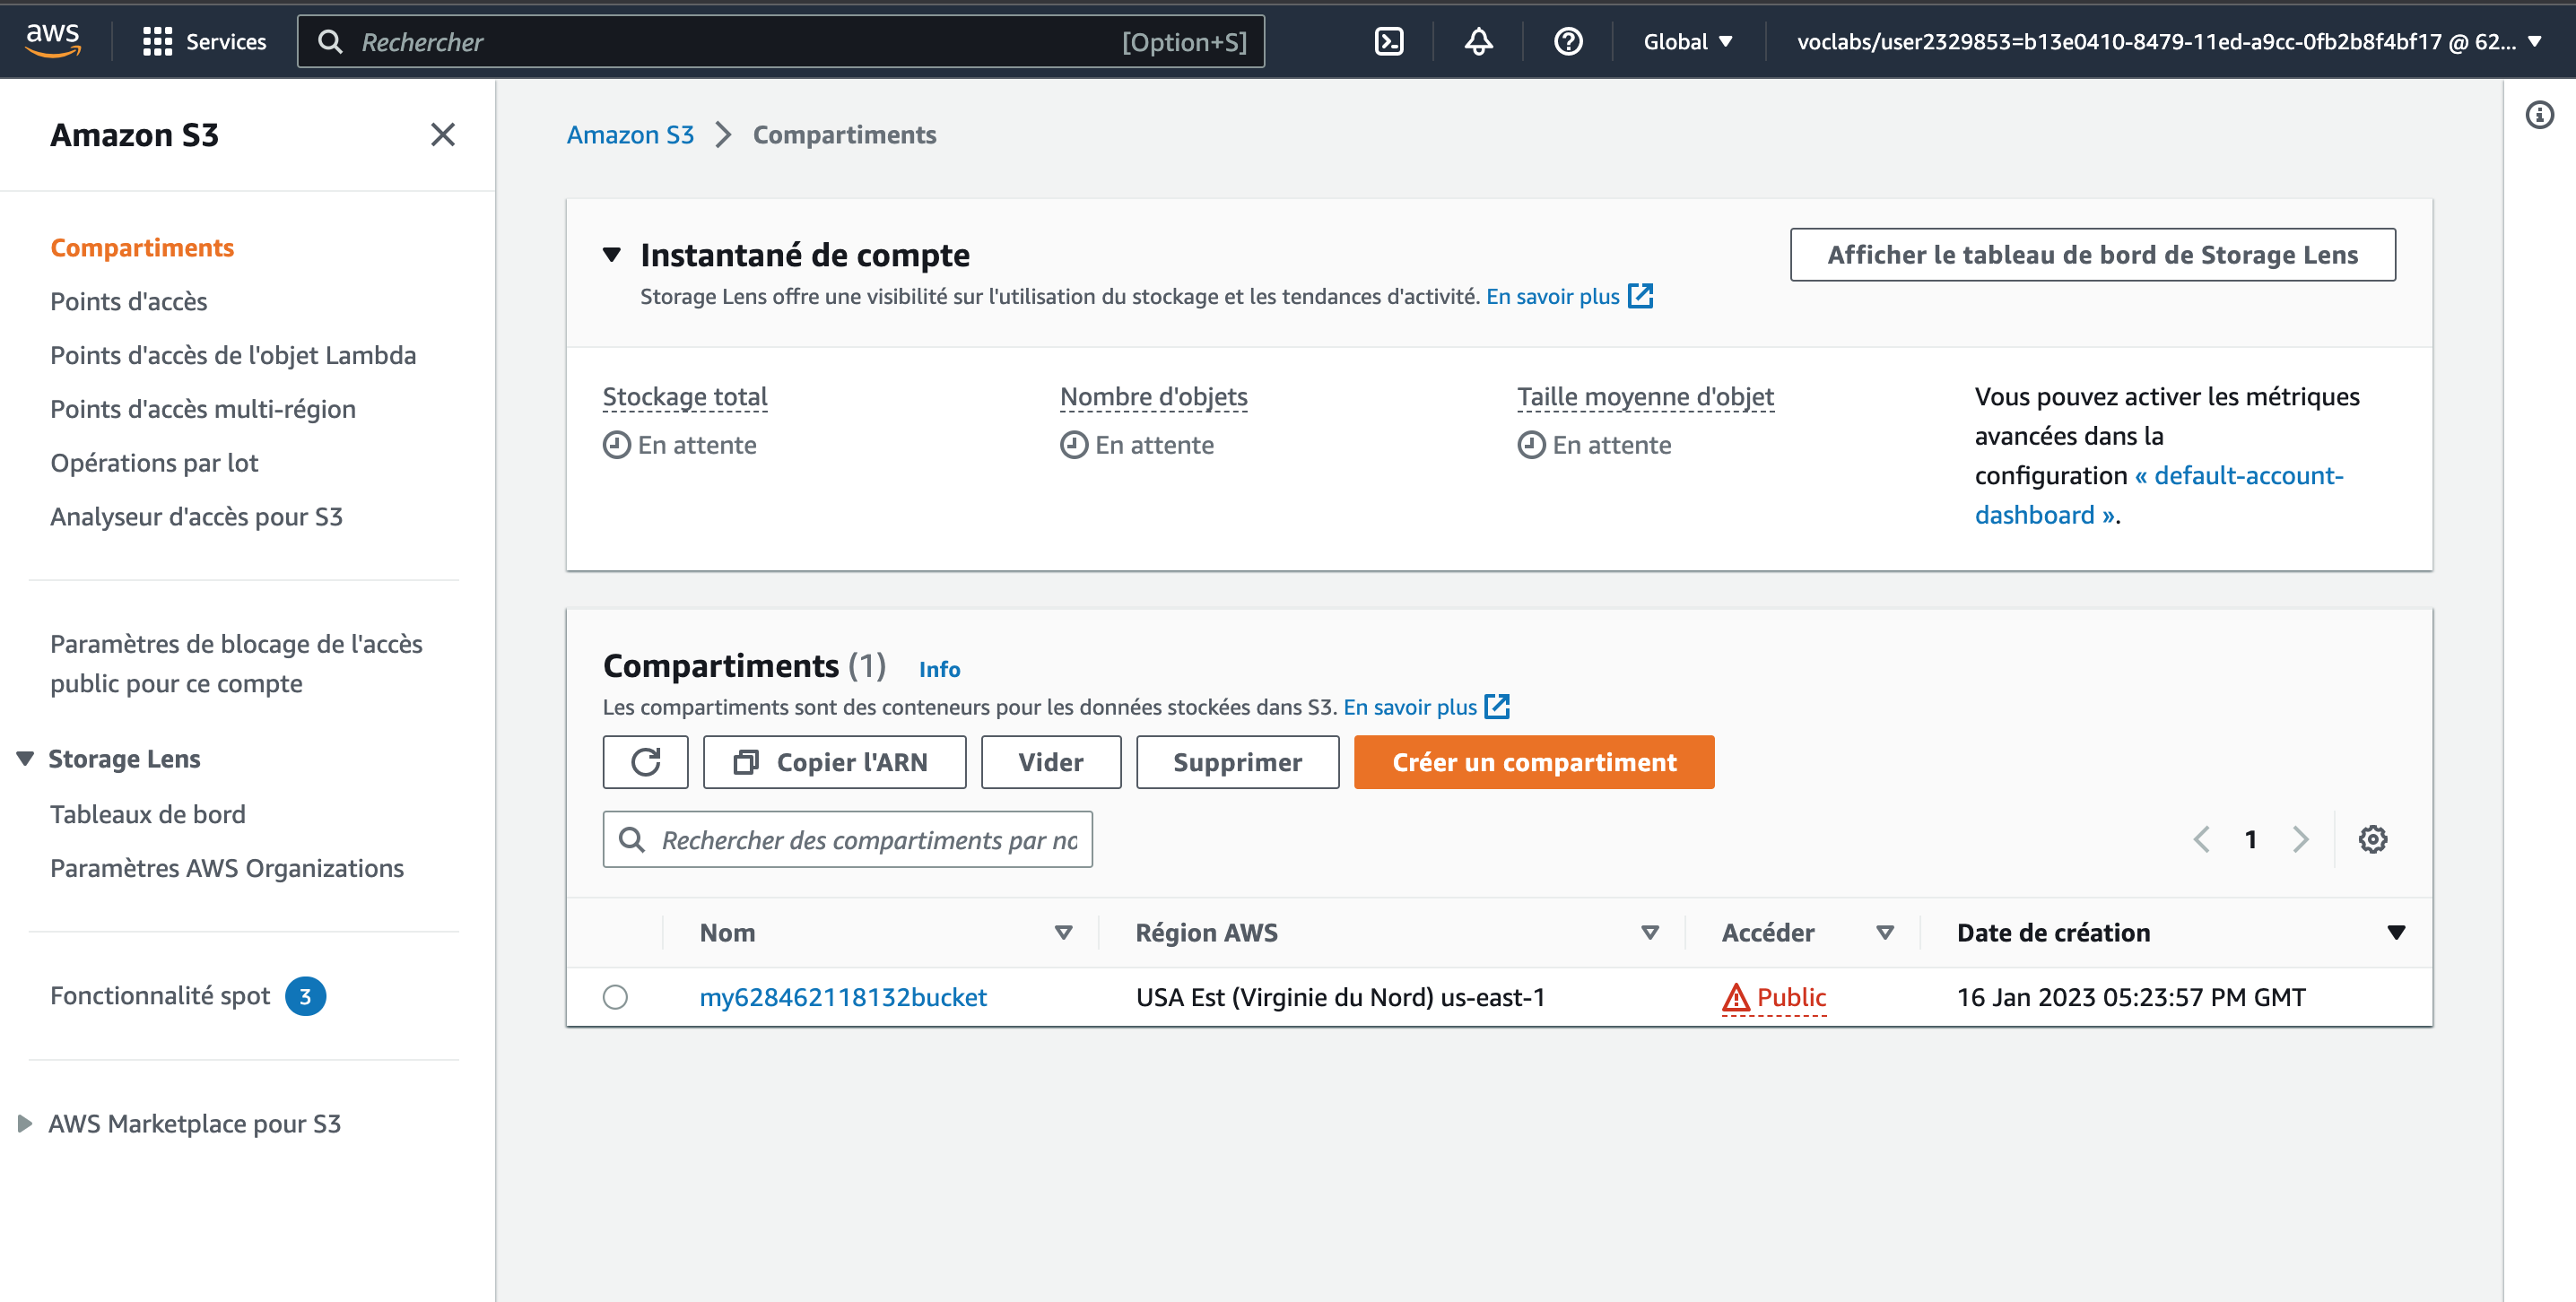 aws Services Rechercher [Option+S] Global voclabs/user2329853=b13e0410-8479-11ed-a9cc-0fb2b8f4bf17 @ 62...
Amazon S3
Compartiments
Points d'accès
Points d'accès de l'objet Lambda
Points d'accès multi-région
Opérations par lot
Analyseur d'accès pour S3
Paramètres de blocage de l'accès
public pour ce compte
Storage Lens
Tableaux de bord
Paramètres AWS Organizations
Fonctionnalité spot 3
AWS Marketplace pour S3
Amazon S3 Compartiments
Instantané de compte
Storage Lens offre une visibilité sur l'utilisation du stockage et les tendances d'activité. En savoir plus
Afficher le tableau de bord de Storage Lens
Stockage total
En attente
Nombre d'objets
En attente
Taille moyenne d'objet
En attente
Vous pouvez activer les métriques
avancées dans la
configuration « default-account-
dashboard ».
Compartiments (1) Info
Les compartiments sont des conteneurs pour les données stockées dans S3. En savoir plus
Copier l'ARN Vider Supprimer Créer un compartiment
Rechercher des compartiments par no
1
Nom Région AWS Accéder Date de création
my628462118132bucket USA Est (Virginie du Nord) us-east-1 Public 16 Jan 2023 05:23:57 PM GMT